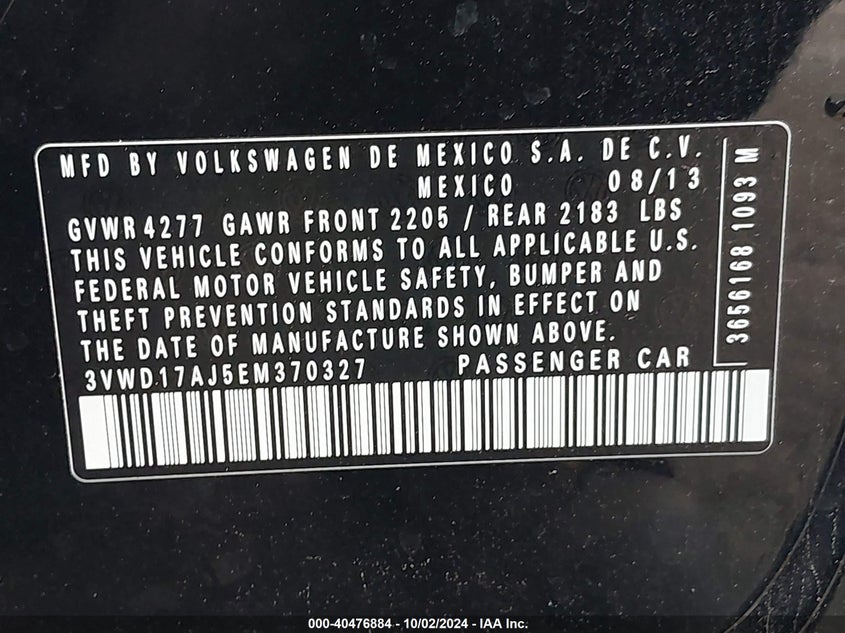 MFD BY VOLKSWAGEN DE MEXICO S.A. DE C.V.
MEXICO 08/13
GVWR 4277 GAWR FRONT 2205 / REAR 2183 LBS
THIS VEHICLE CONFORMS TO ALL APPLICABLE U.S.
FEDERAL MOTOR VEHICLE SAFETY, BUMPER AND
THEFT PREVENTION STANDARDS IN EFFECT ON
THE DATE OF MANUFACTURE SHOWN ABOVE.
3VWD17AJ5EM370327 PASSENGER CAR
3656168 1093 M
000-40476884 - 10/02/2024 - IAA Inc.